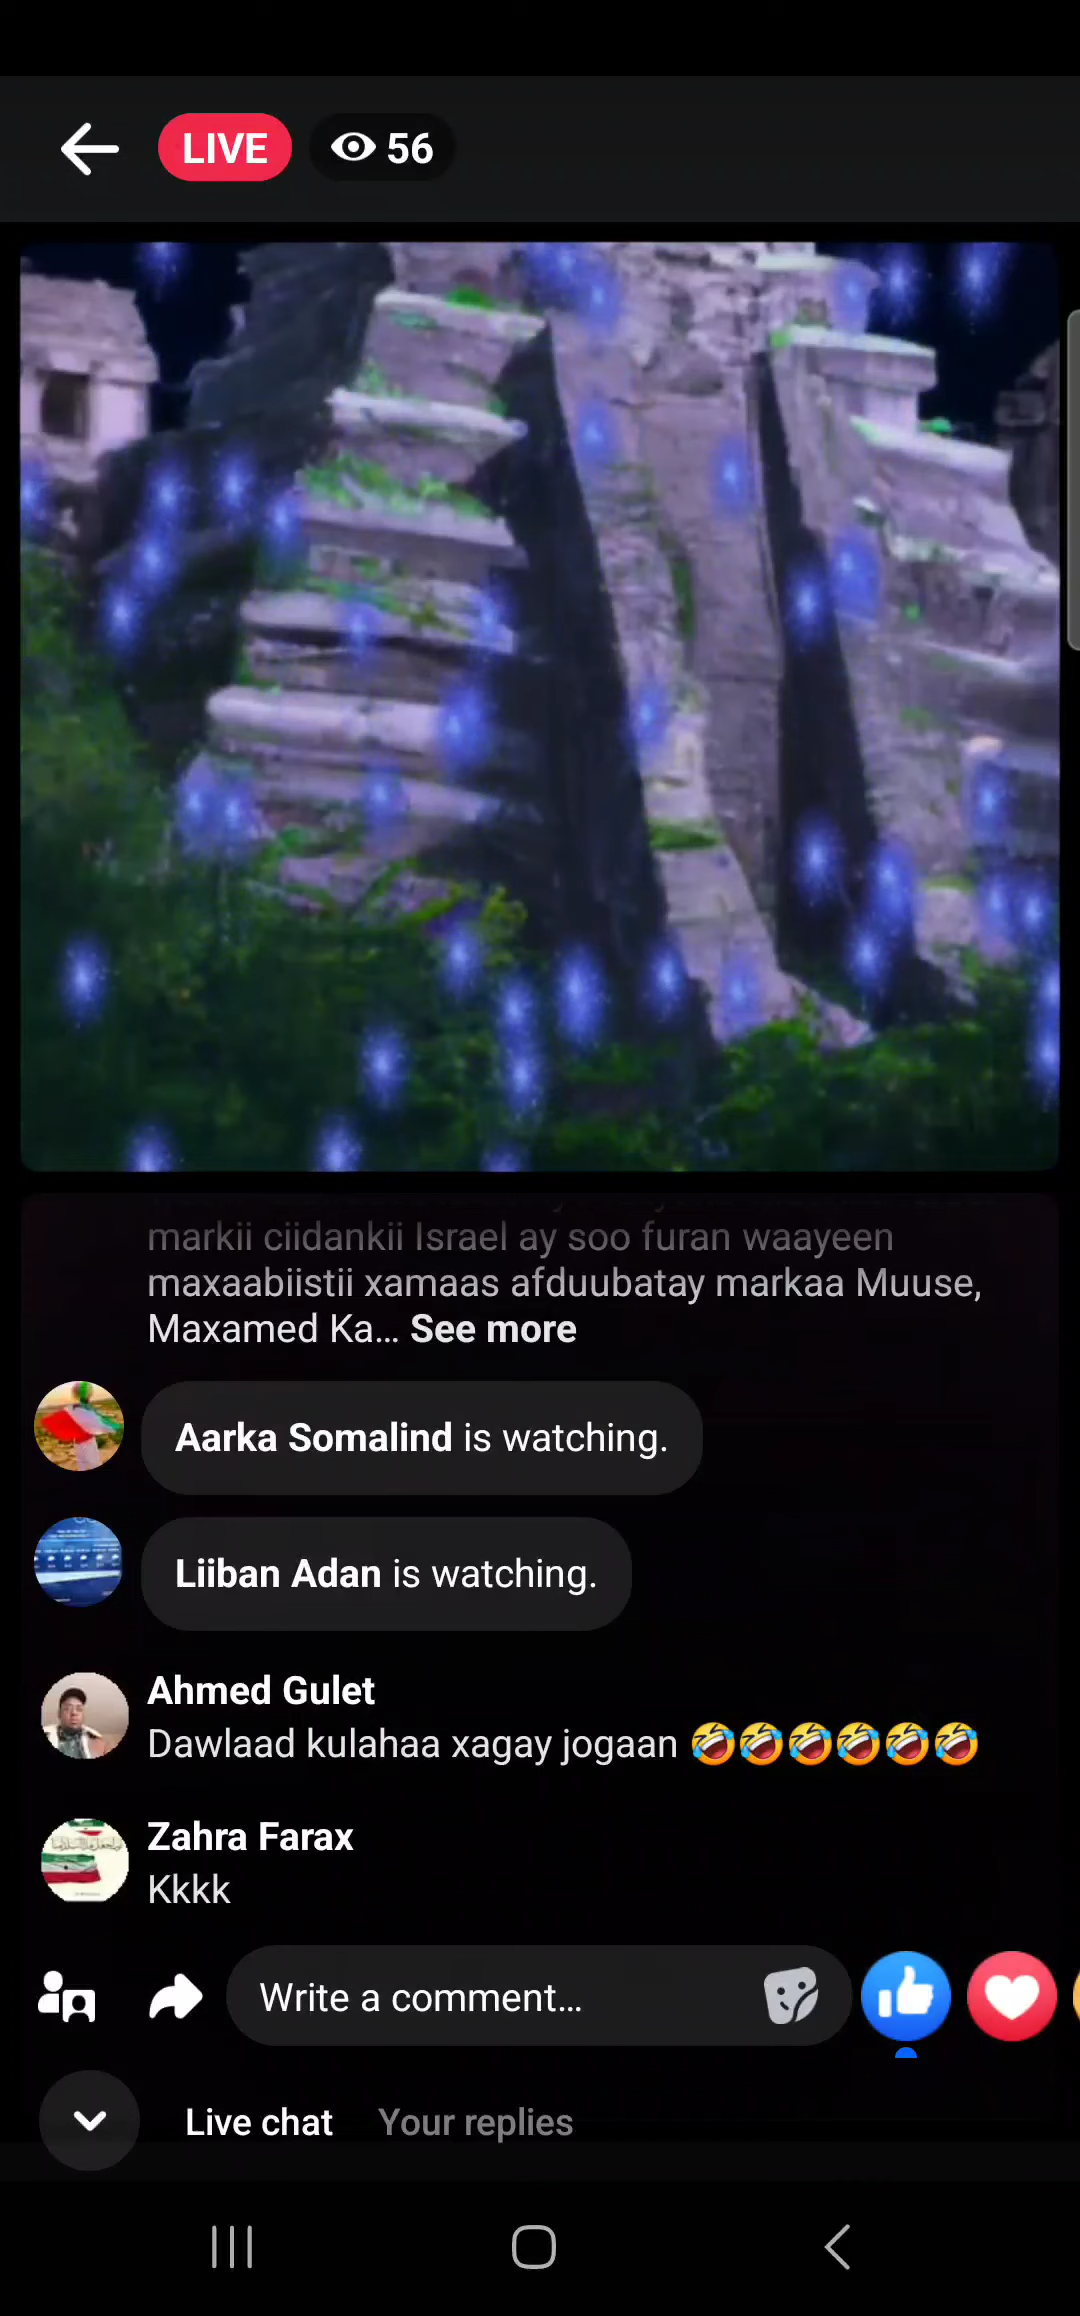 LIVE 56
markii ciidankii Israel ay soo furan waayeen
maxaabiistii xamaas afduubatay markaa Muuse,
Maxamed Ka... See more
Aarka Somalind is watching.
Liiban Adan is watching.
Ahmed Gulet
Dawlaad kulahaa xagay jogaan 🤣🤣🤣🤣🤣🤣
Zahra Farax
Kkkk
Write a comment...
Live chat Your replies